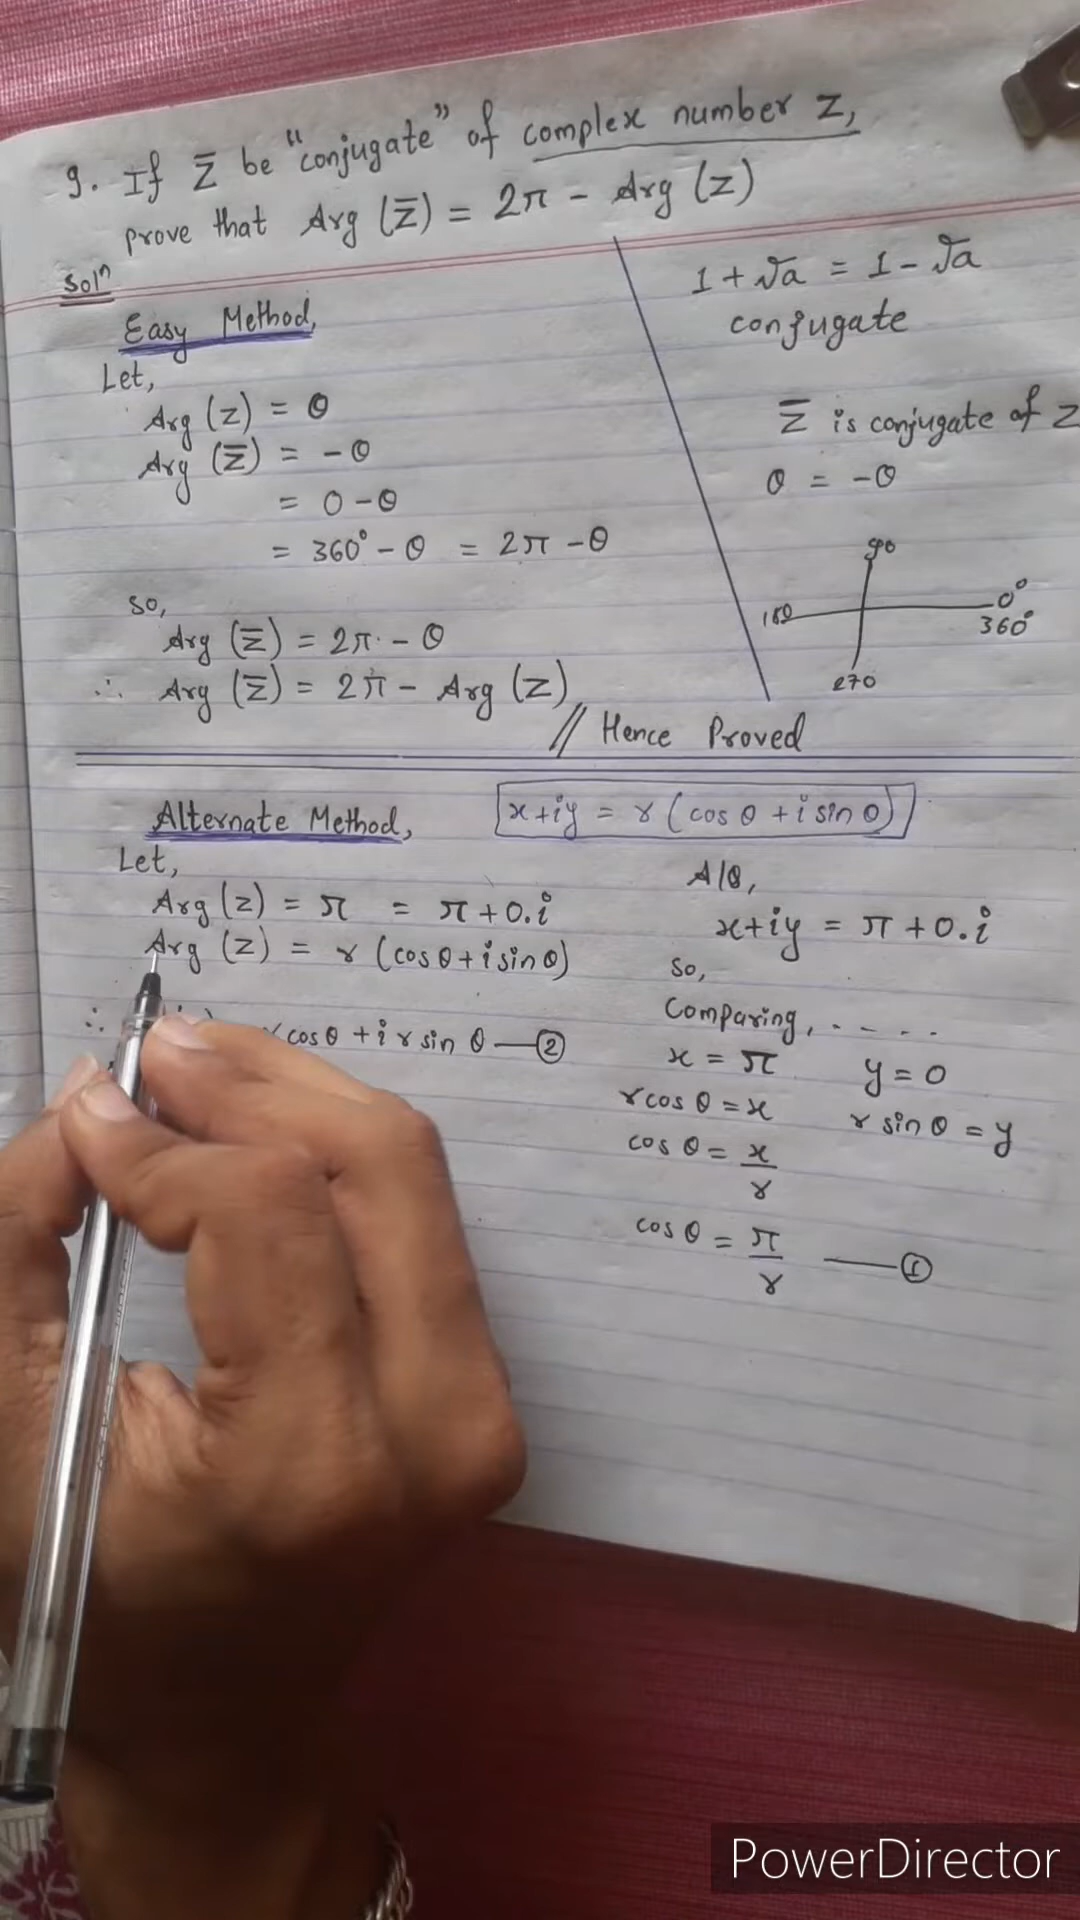 9. If z̄ be "conjugate" of complex number z,
prove that Arg (z̄) = 2π - Arg (z)
Solⁿ
Easy Method,
Let,
Arg (z) = θ
Arg (z̄) = -θ
= 0-θ
= 360° - θ = 2π - θ
so,
Arg (z̄) = 2π - θ
∴ Arg (z̄) = 2π - Arg (z)
// Hence Proved
1 + √a = 1 - √a
conjugate
z̄ is conjugate of z
θ = -θ
90
180
0°
360°
270
Alternate Method,
x+iy = r (cos θ + i sin θ)
Let,
Arg (z) = π = π + 0.i
Arg (z) = r (cos θ + i sin θ)
∴ r cos θ + i r sin θ — ②
A/Q,
x+iy = π + 0.i
So,
Comparing, - - - -
x = π y = 0
r cos θ = x r sin θ = y
cos θ = x/r
cos θ = π/r — ①
PowerDirector